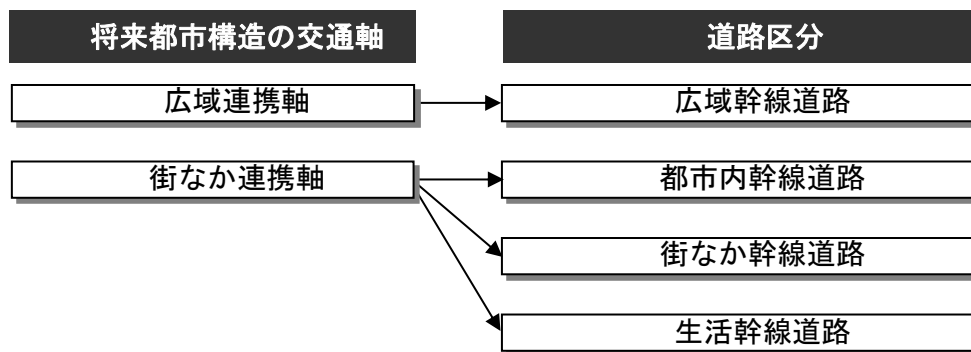 将来都市構造の交通軸
道路区分
広域連携軸
広域幹線道路
街なか連携軸
都市内幹線道路
街なか幹線道路
生活幹線道路